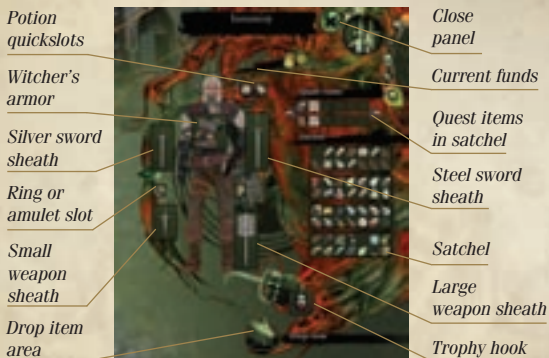 Potion
quickslots
Witcher's
armor
Silver sword
sheath
Ring or
amulet slot
Small
weapon
sheath
Drop item
area
Close
panel
Current funds
Quest items
in satchel
Steel sword
sheath
Satchel
Large
weapon sheath
Trophy hook